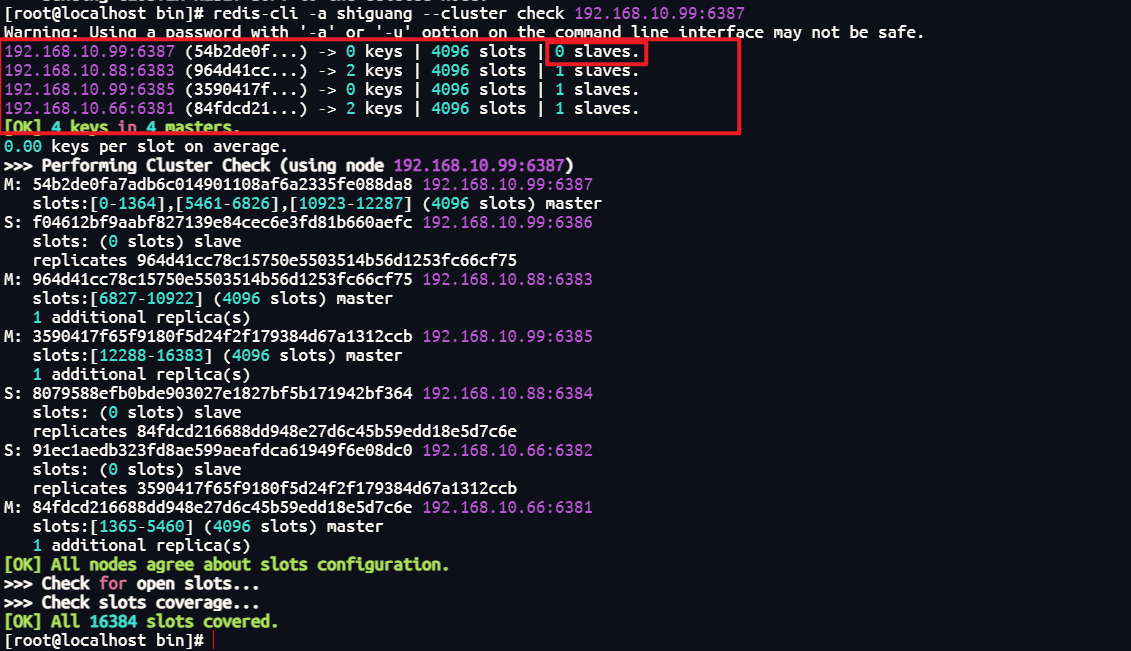 [root@localhost bin]# redis-cli -a shiguang --cluster check 192.168.10.99:6387
Warning: Using a password with '-a' or '-u' option on the command line interface may not be safe.
192.168.10.99:6387 (54b2de0f...) -> 0 keys | 4096 slots | 0 slaves.
192.168.10.88:6383 (964d41cc...) -> 2 keys | 4096 slots | 1 slaves.
192.168.10.99:6385 (3590417f...) -> 0 keys | 4096 slots | 1 slaves.
192.168.10.66:6381 (84fdcd21...) -> 2 keys | 4096 slots | 1 slaves.
[OK] 4 keys in 4 masters.
0.00 keys per slot on average.
>>> Performing Cluster Check (using node 192.168.10.99:6387)
M: 54b2de0fa7adb6c014901108af6a2335fe088da8 192.168.10.99:6387
   slots:[0-1364],[5461-6826],[10923-12287] (4096 slots) master
S: f04612bf9aabf827139e84cec6e3fd81b660aefc 192.168.10.99:6386
   slots: (0 slots) slave
   replicates 964d41cc78c15750e5503514b56d1253fc66cf75
M: 964d41cc78c15750e5503514b56d1253fc66cf75 192.168.10.88:6383
   slots:[6827-10922] (4096 slots) master
   1 additional replica(s)
M: 3590417f65f9180f5d24f2f179384d67a1312ccb 192.168.10.99:6385
   slots:[12288-16383] (4096 slots) master
   1 additional replica(s)
S: 8079588efb0bde903027e1827bf5b171942bf364 192.168.10.88:6384
   slots: (0 slots) slave
   replicates 84fdcd216688dd948e27d6c45b59edd18e5d7c6e
S: 91ec1aedb323fd8ae599aeafdca61949f6e08dc0 192.168.10.66:6382
   slots: (0 slots) slave
   replicates 3590417f65f9180f5d24f2f179384d67a1312ccb
M: 84fdcd216688dd948e27d6c45b59edd18e5d7c6e 192.168.10.66:6381
   slots:[1365-5460] (4096 slots) master
   1 additional replica(s)
[OK] All nodes agree about slots configuration.
>>> Check for open slots...
>>> Check slots coverage...
[OK] All 16384 slots covered.
[root@localhost bin]#